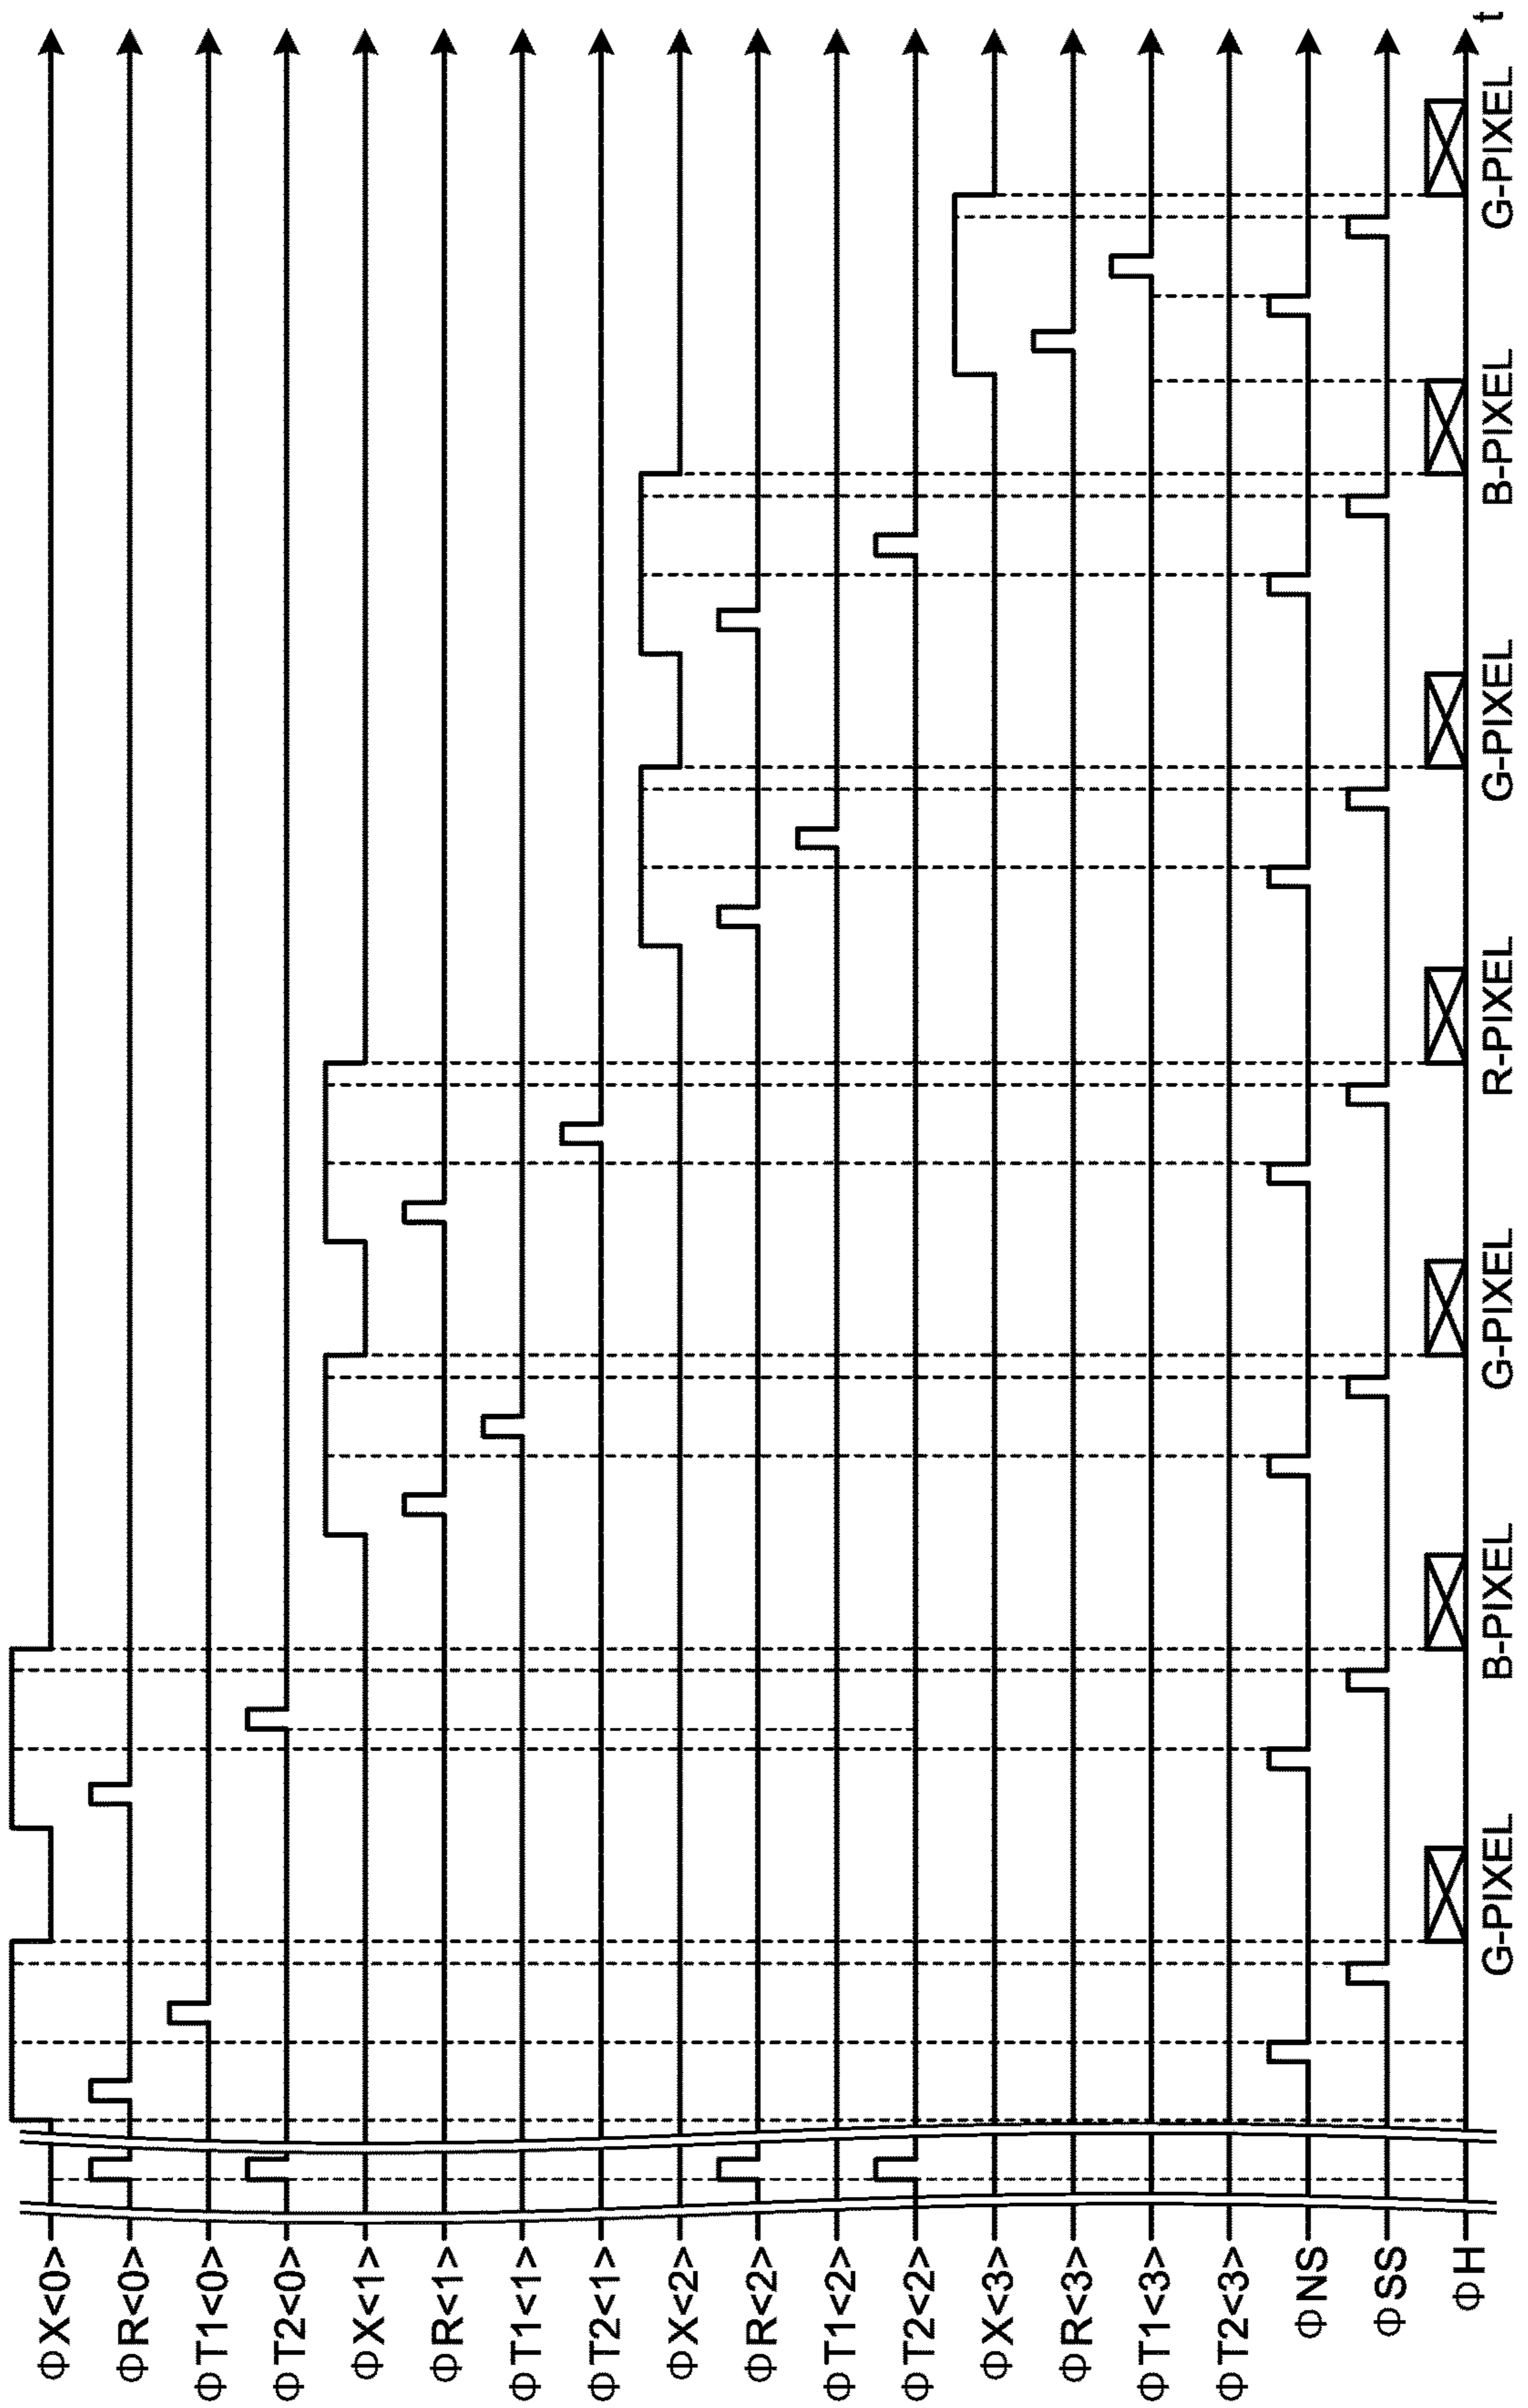 ΦX<0>
ΦR<0>
ΦT1<0>
ΦT2<0>
ΦX<1>
ΦR<1>
ΦT1<1>
ΦT2<1>
ΦX<2>
ΦR<2>
ΦT1<2>
ΦT2<2>
ΦX<3>
ΦR<3>
ΦT1<3>
ΦT2<3>
ΦNS
ΦSS
ΦH
G-PIXEL B-PIXEL G-PIXEL R-PIXEL G-PIXEL B-PIXEL G-PIXEL t